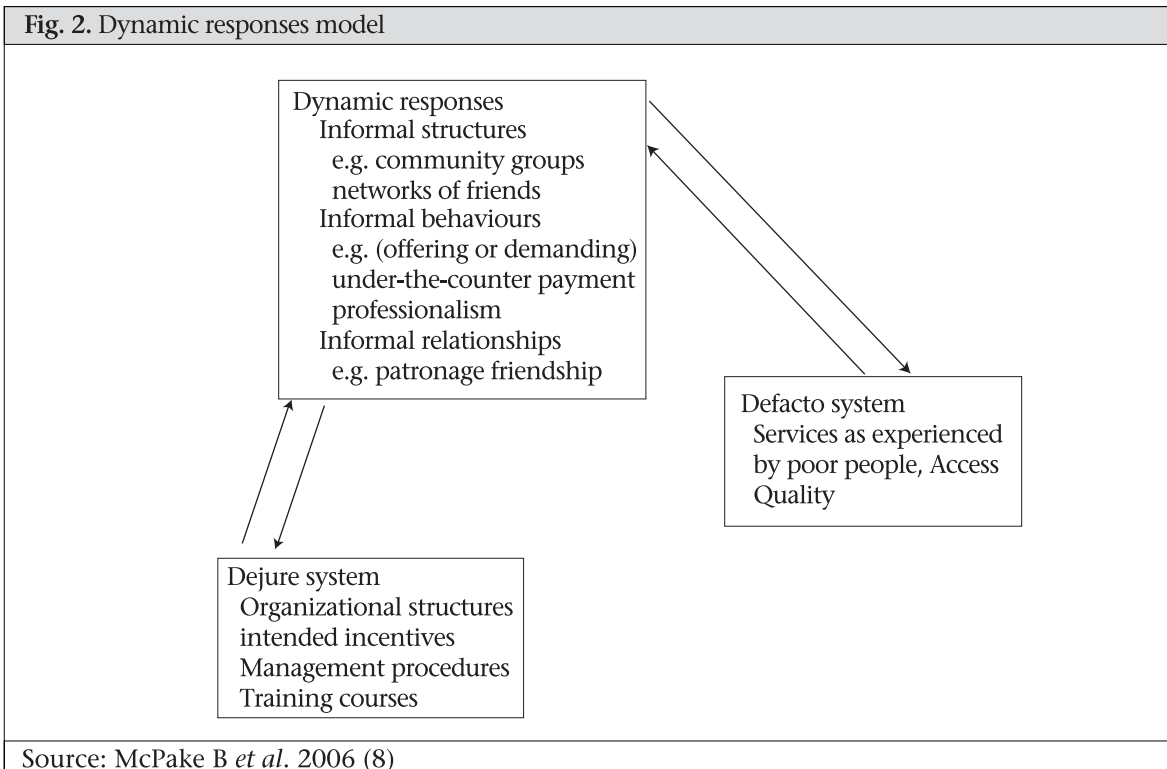 Fig. 2. Dynamic responses model
Dynamic responses
Informal structures
e.g. community groups
networks of friends
Informal behaviours
e.g. (offering or demanding)
under-the-counter payment
professionalism
Informal relationships
e.g. patronage friendship
Defacto system
Services as experienced
by poor people, Access
Quality
Dejure system
Organizational structures
intended incentives
Management procedures
Training courses
Source: McPake B et al. 2006 (8)